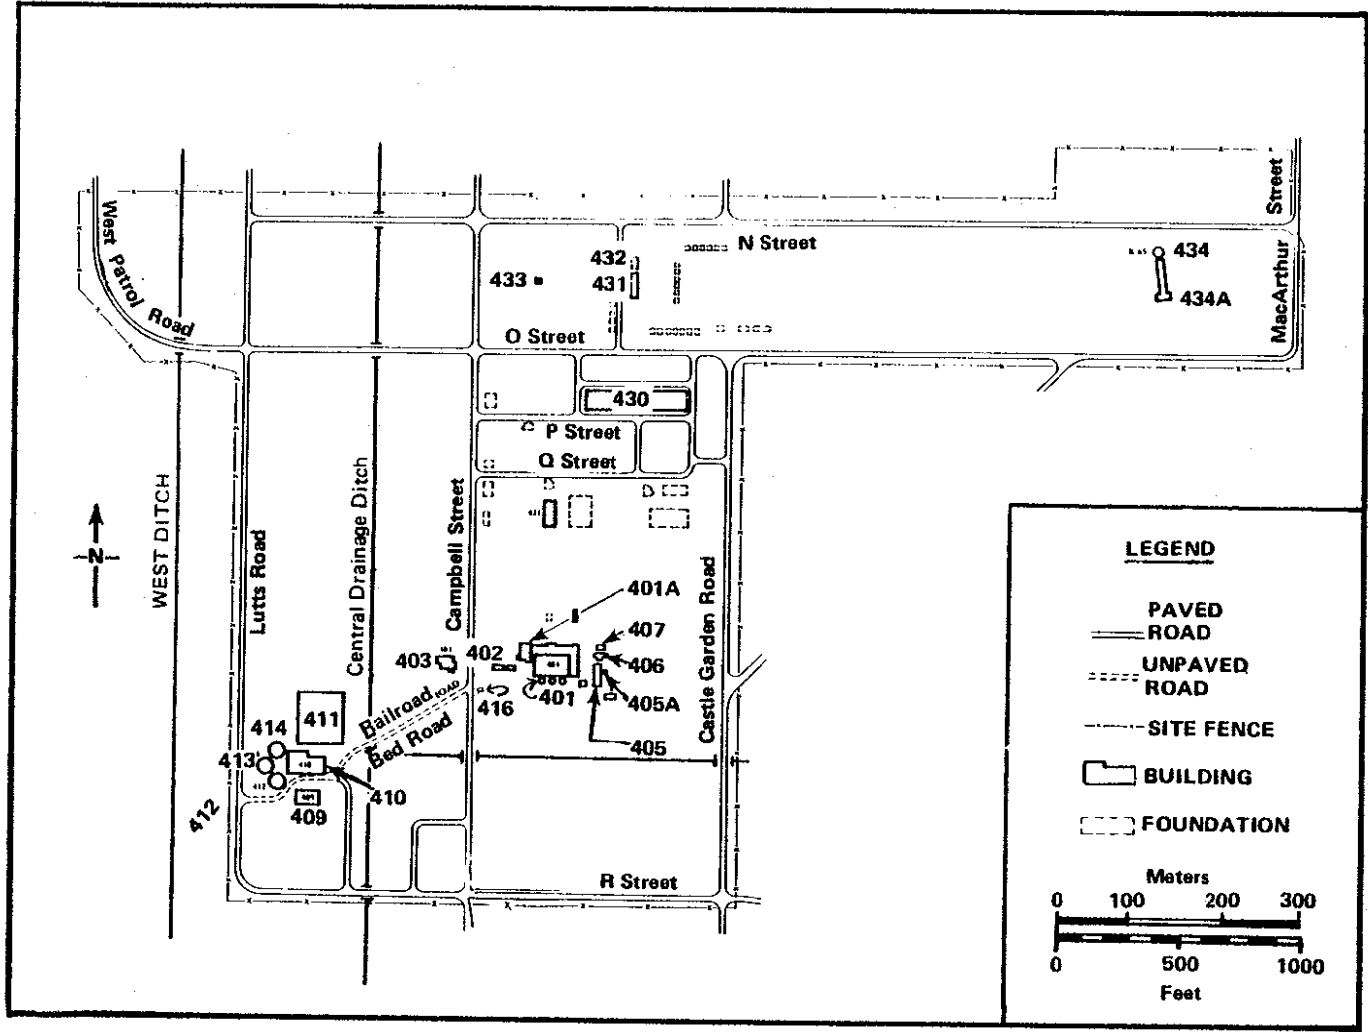 Street
West Patrol
Road
N Street
MacArthur
432
433
431
434
434A
O Street
430
P Street
Q Street
N
WEST DITCH
Lutts Road
Central Drainage Ditch
Campbell Street
Castle Garden Road
401A
407
403
402
406
416
401
405A
405
Railroad
ROAD
Bed Road
414
411
413
410
412
409
R Street
LEGEND
PAVED
ROAD
UNPAVED
ROAD
SITE FENCE
BUILDING
FOUNDATION
Meters
0 100 200 300
0 500 1000
Feet